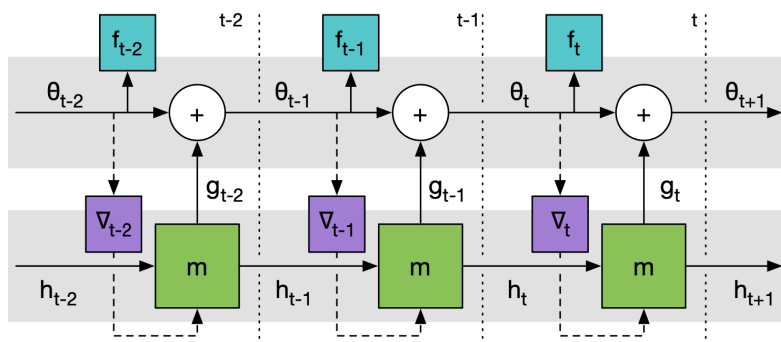 t-2 t-1 t
f_{t-2} f_{t-1} f_t
θ_{t-2} θ_{t-1} θ_t θ_{t+1}
+ + +
g_{t-2} g_{t-1} g_t
∇_{t-2} ∇_{t-1} ∇_t
m m m
h_{t-2} h_{t-1} h_t h_{t+1}